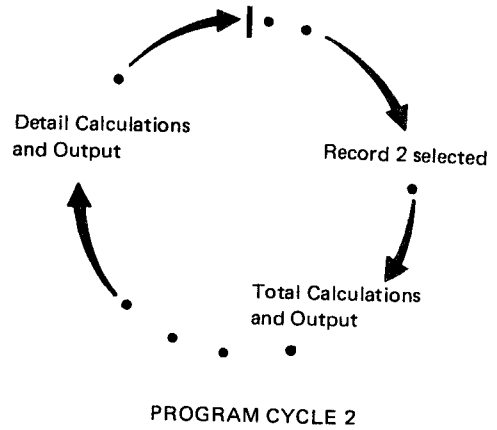 Detail Calculations
and Output
Record 2 selected
Total Calculations
and Output
PROGRAM CYCLE 2